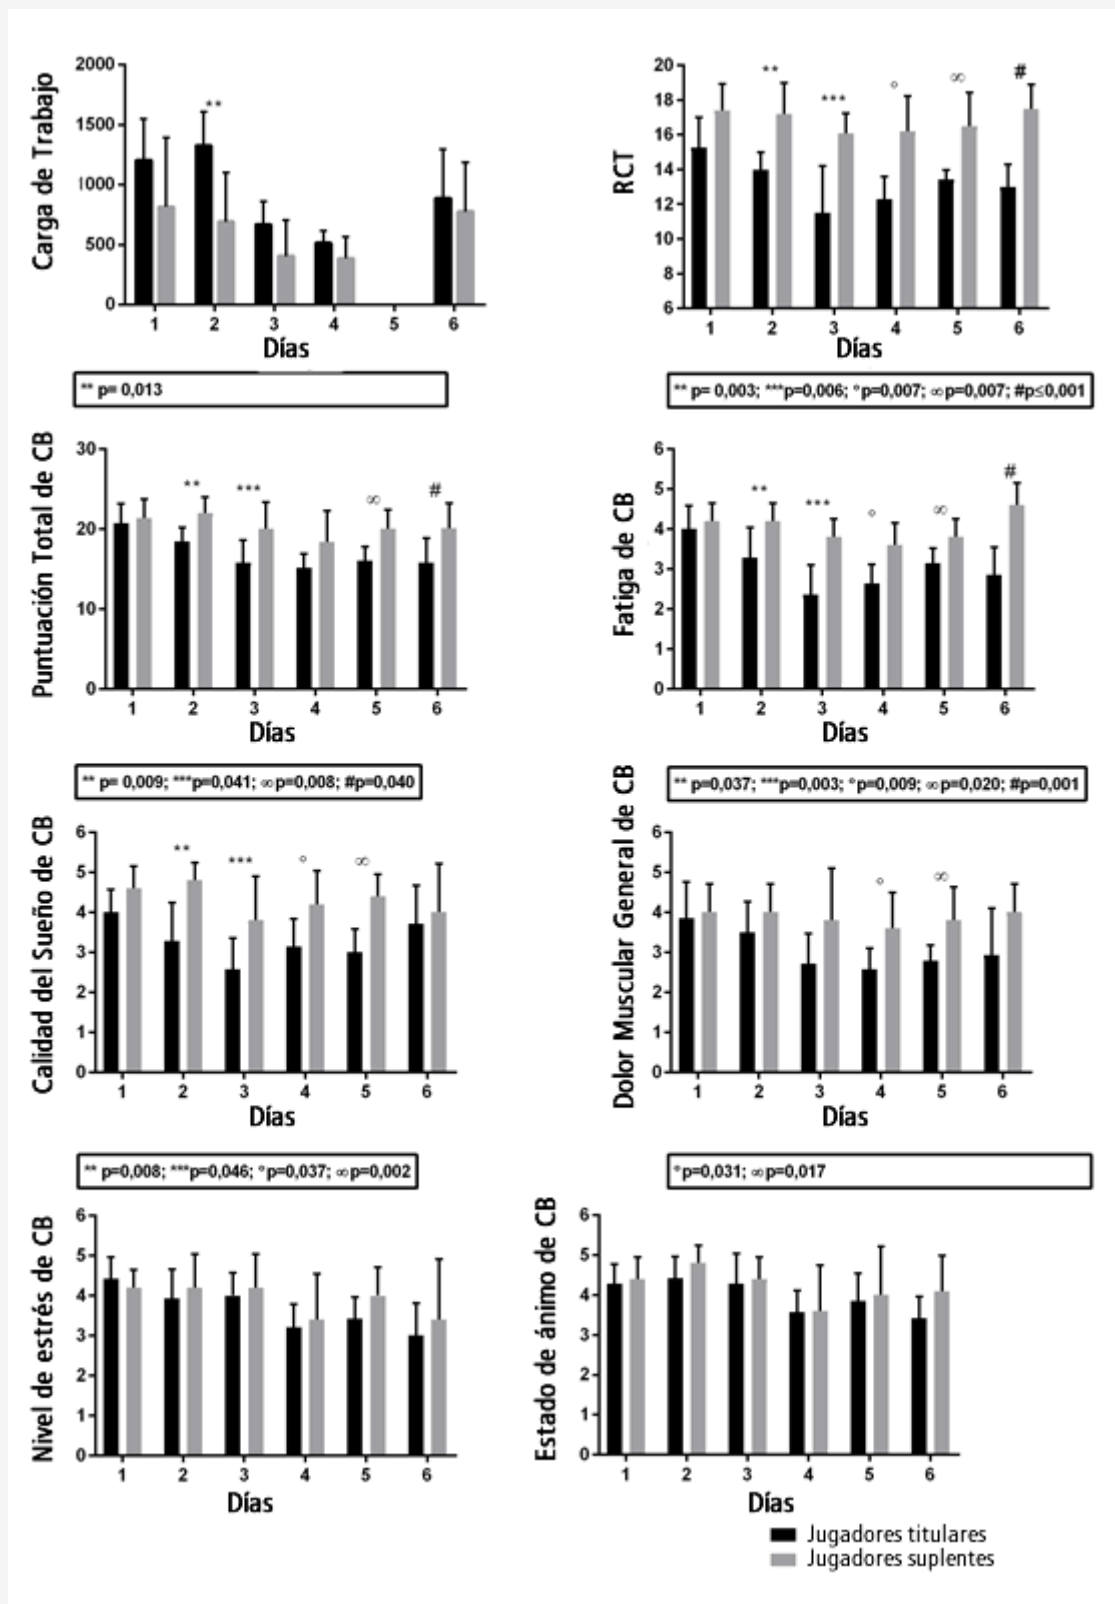 Carga de Trabajo
2000
1500
1000
500
0
**
1 2 3 4 5 6
Días
** p= 0,013
RCT
20
18
16
14
12
10
8
6
** *** ° ∞ #
1 2 3 4 5 6
Días
** p= 0,003; ***p=0,006; °p=0,007; ∞p=0,007; #p≤0,001
Puntuación Total de CB
30
20
10
0
** *** ∞ #
1 2 3 4 5 6
Días
** p= 0,009; ***p=0,041; ∞p=0,008; #p=0,040
Fatiga de CB
6
5
4
3
2
1
0
** *** ° ∞ #
1 2 3 4 5 6
Días
** p=0,037; ***p=0,003; °p=0,009; ∞p=0,020; #p=0,001
Calidad del Sueño de CB
6
5
4
3
2
1
0
** *** ° ∞
1 2 3 4 5 6
Días
** p=0,008; ***p=0,046; °p=0,037; ∞p=0,002
Dolor Muscular General de CB
6
5
4
3
2
1
0
° ∞
1 2 3 4 5 6
Días
°p=0,031; ∞p=0,017
Nivel de estrés de CB
6
5
4
3
2
1
0
1 2 3 4 5 6
Días
Estado de ánimo de CB
6
5
4
3
2
1
0
1 2 3 4 5 6
Días
Jugadores titulares
Jugadores suplentes